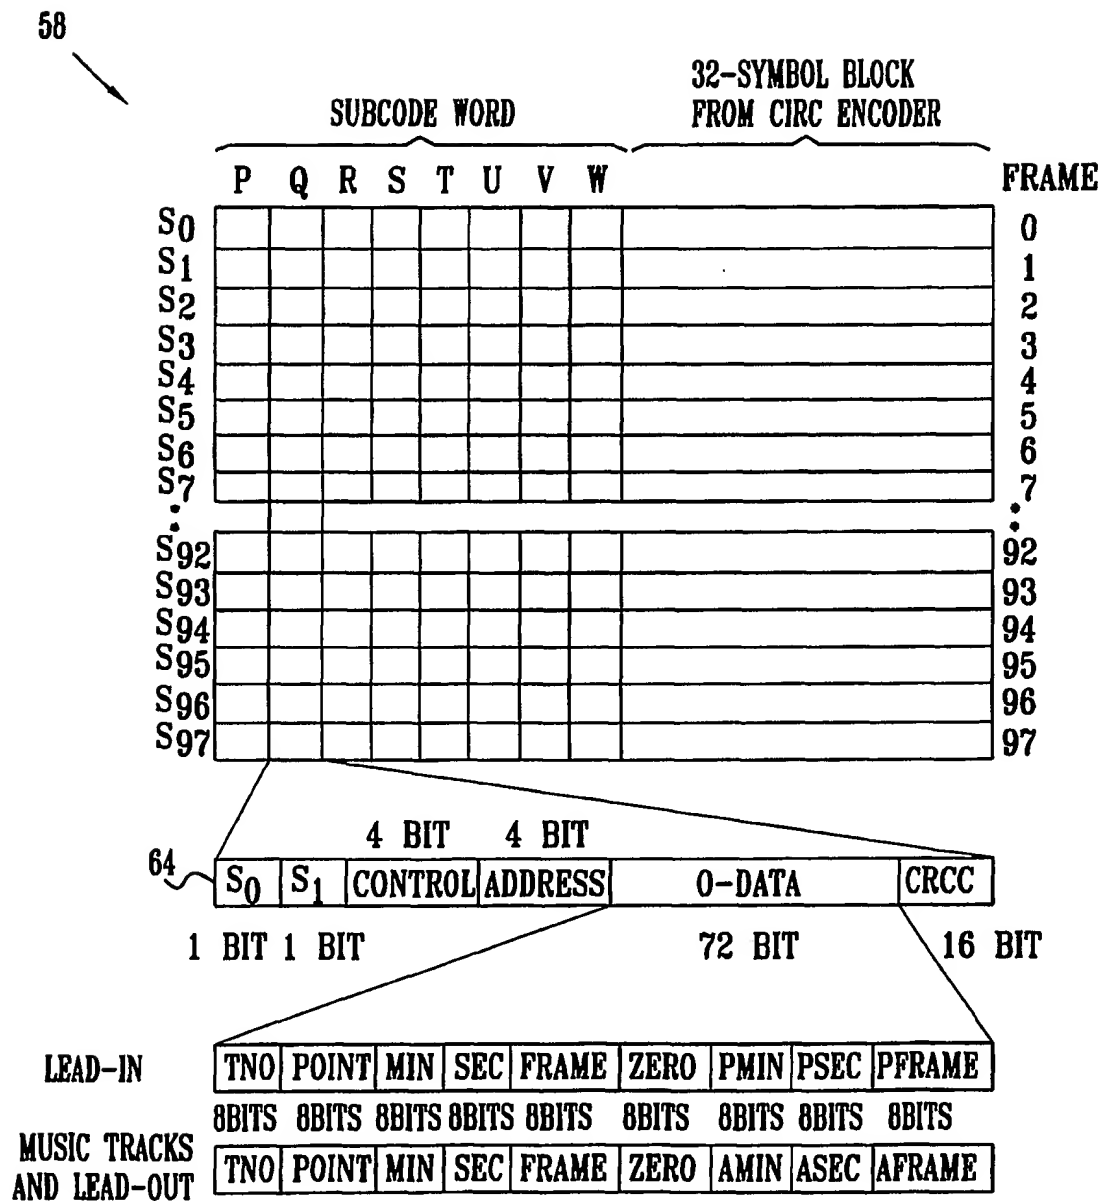 58
32-SYMBOL BLOCK
SUBCODE WORD FROM CIRC ENCODER
P Q R S T U V W FRAME
S0 0
S1 1
S2 2
S3 3
S4 4
S5 5
S6 6
S7 7
S92 92
S93 93
S94 94
S95 95
S96 96
S97 97
4 BIT 4 BIT
64 S0 S1 CONTROL ADDRESS 0-DATA CRCC
1 BIT 1 BIT 72 BIT 16 BIT
LEAD-IN TNO POINT MIN SEC FRAME ZERO PMIN PSEC PFRAME
8BITS 8BITS 8BITS 8BITS 8BITS 8BITS 8BITS 8BITS 8BITS
MUSIC TRACKS
AND LEAD-OUT TNO POINT MIN SEC FRAME ZERO AMIN ASEC AFRAME